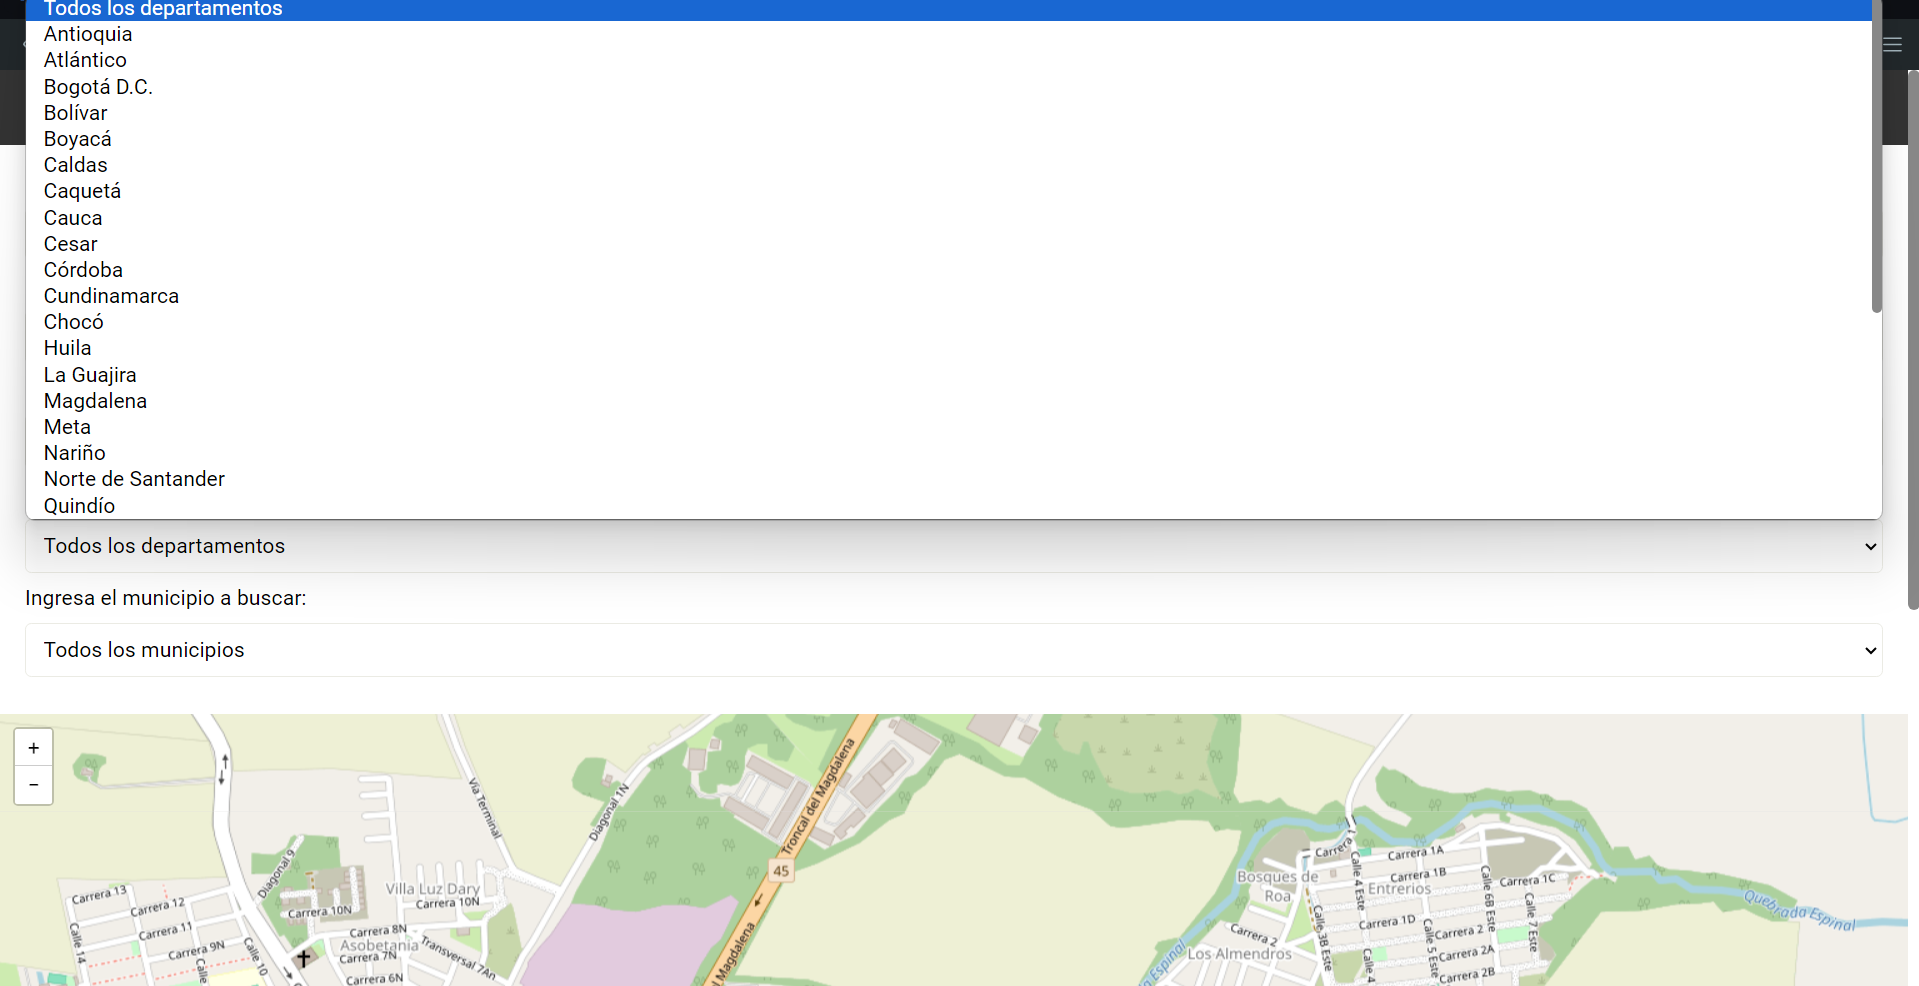 Todos los departamentos
Antioquia
Atlántico
Bogotá D.C.
Bolívar
Boyacá
Caldas
Caquetá
Cauca
Cesar
Córdoba
Cundinamarca
Chocó
Huila
La Guajira
Magdalena
Meta
Nariño
Norte de Santander
Quindío
Todos los departamentos
Ingresa el municipio a buscar:
Todos los municipios
+
−
Troncal del Magdalena
Vía Terminal
Diagonal 1N
45
Diagonal 9
Villa Luz Dary
Carrera 10N
Carrera 13
Carrera 12
Carrera 10N
Carrera 11
Carrera 9N
Carrera 8N
Asobetania
Carrera 7N
Transversal 7An
Carrera 6N
Calle 14
Calle
Calle 10
l Magdalena
Carrera 1
Carrera 1A
Bosques de
Roa
Calle 4 Este
Carrera 1B
Entrerios
Calle 6B Este
Carrera 1C
Quebrada Espinal
Carrera 1D
Calle 3B Este
Calle 5 Este
Calle 7 Este
Carrera 2
Carrera 2
Carrera 2A
Los Almendros
Calle 4
Carrera 2B
a Espinal